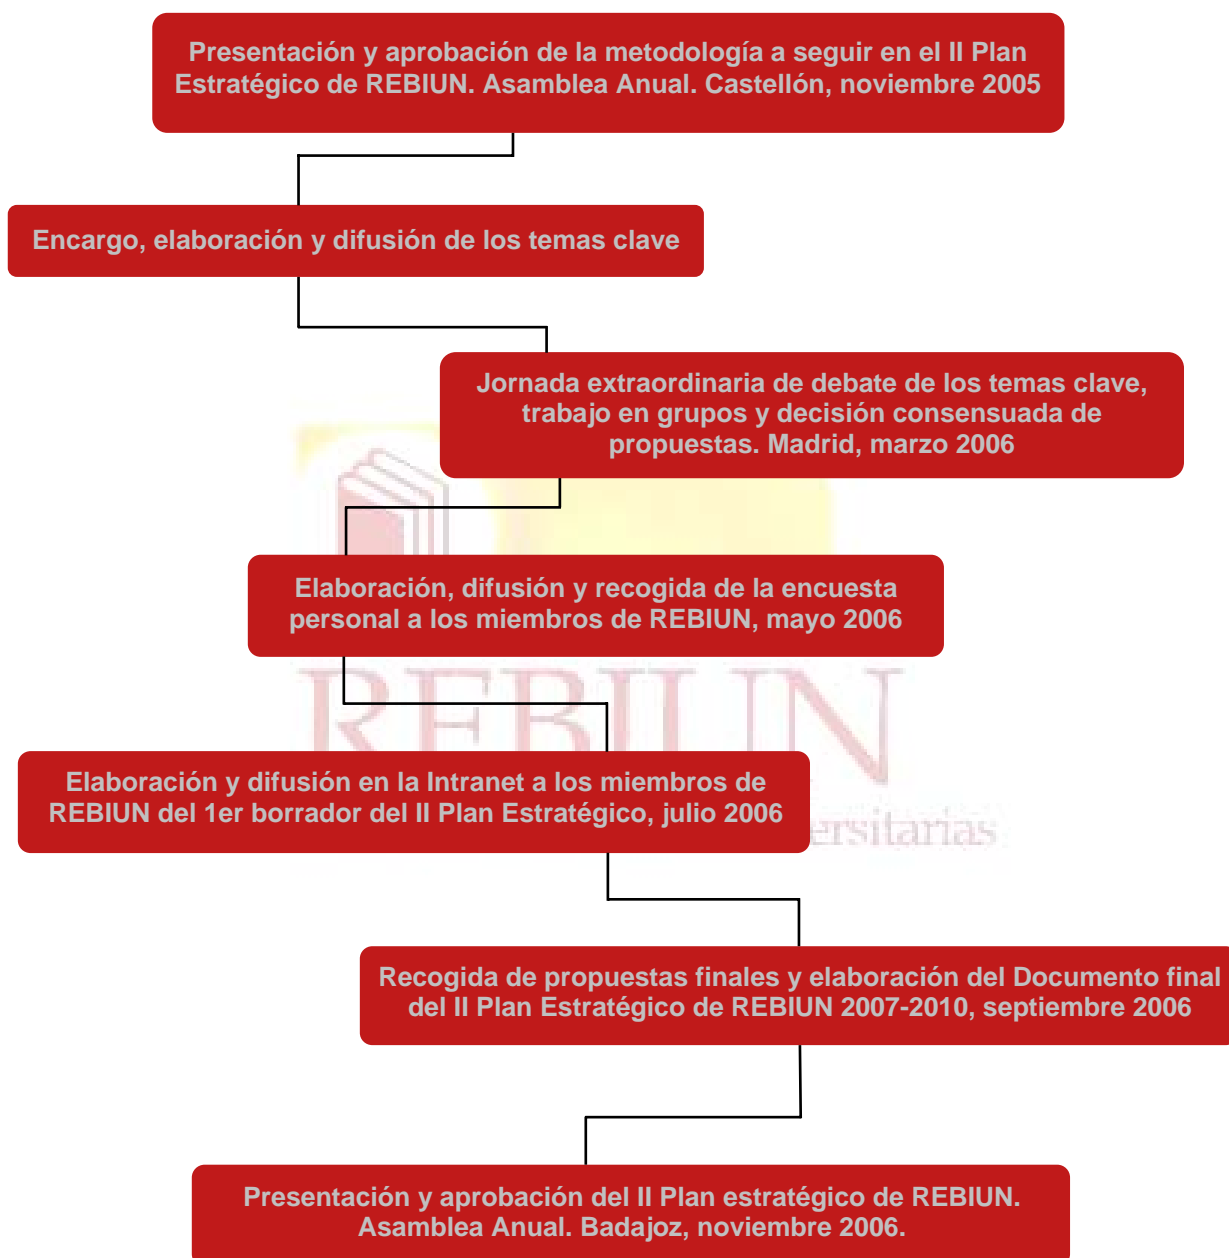 Presentación y aprobación de la metodología a seguir en el II Plan
Estratégico de REBIUN. Asamblea Anual. Castellón, noviembre 2005
Encargo, elaboración y difusión de los temas clave
Jornada extraordinaria de debate de los temas clave,
trabajo en grupos y decisión consensuada de
propuestas. Madrid, marzo 2006
Elaboración, difusión y recogida de la encuesta
personal a los miembros de REBIUN, mayo 2006
REBIUN
Elaboración y difusión en la Intranet a los miembros de
REBIUN del 1er borrador del II Plan Estratégico, julio 2006
ersitarias
Recogida de propuestas finales y elaboración del Documento final
del II Plan Estratégico de REBIUN 2007-2010, septiembre 2006
Presentación y aprobación del II Plan estratégico de REBIUN.
Asamblea Anual. Badajoz, noviembre 2006.